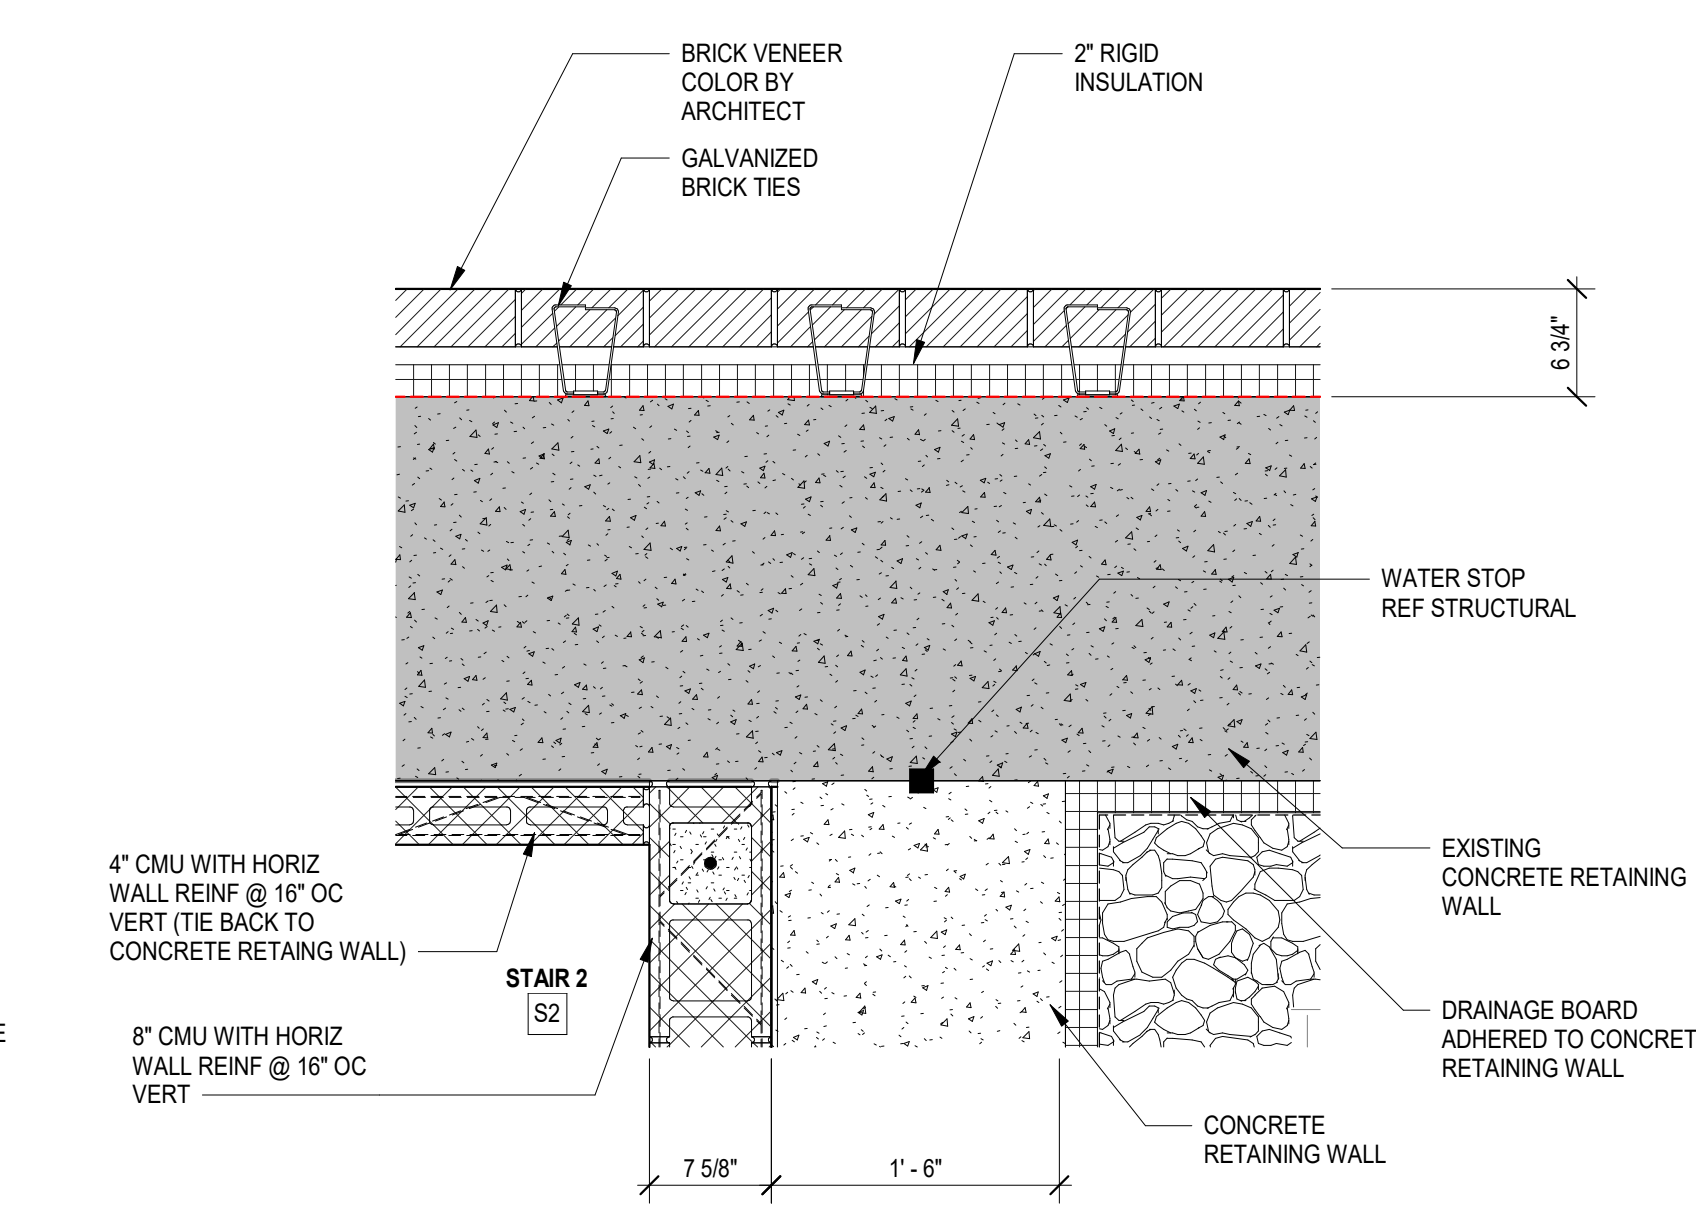 BRICK VENEER
COLOR BY
ARCHITECT
2" RIGID
INSULATION
GALVANIZED
BRICK TIES
6 3/4"
WATER STOP
REF STRUCTURAL
EXISTING
CONCRETE RETAINING
WALL
4" CMU WITH HORIZ
WALL REINF @ 16" OC
VERT (TIE BACK TO
CONCRETE RETAING WALL)
STAIR 2
S2
DRAINAGE BOARD
ADHERED TO CONCRET
RETAINING WALL
E
8" CMU WITH HORIZ
WALL REINF @ 16" OC
VERT
CONCRETE
RETAINING WALL
7 5/8"
1' - 6"